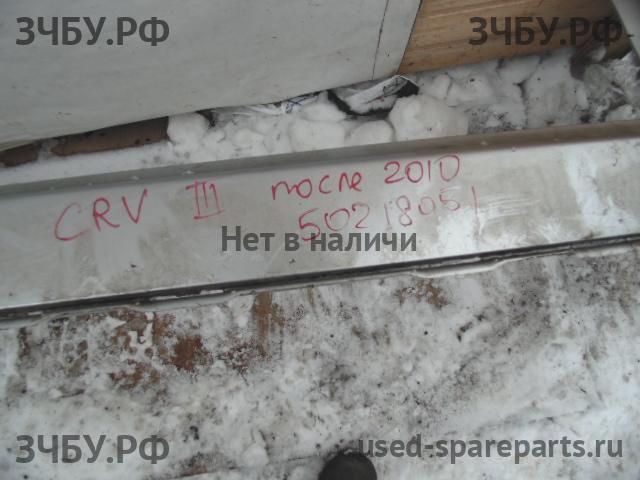 ЗЧБУ.РФ ЗЧБУ.РФ
CRV III после 2010
50218051
Нет в наличи
ЗЧБУ.РФ used-spareparts.ru